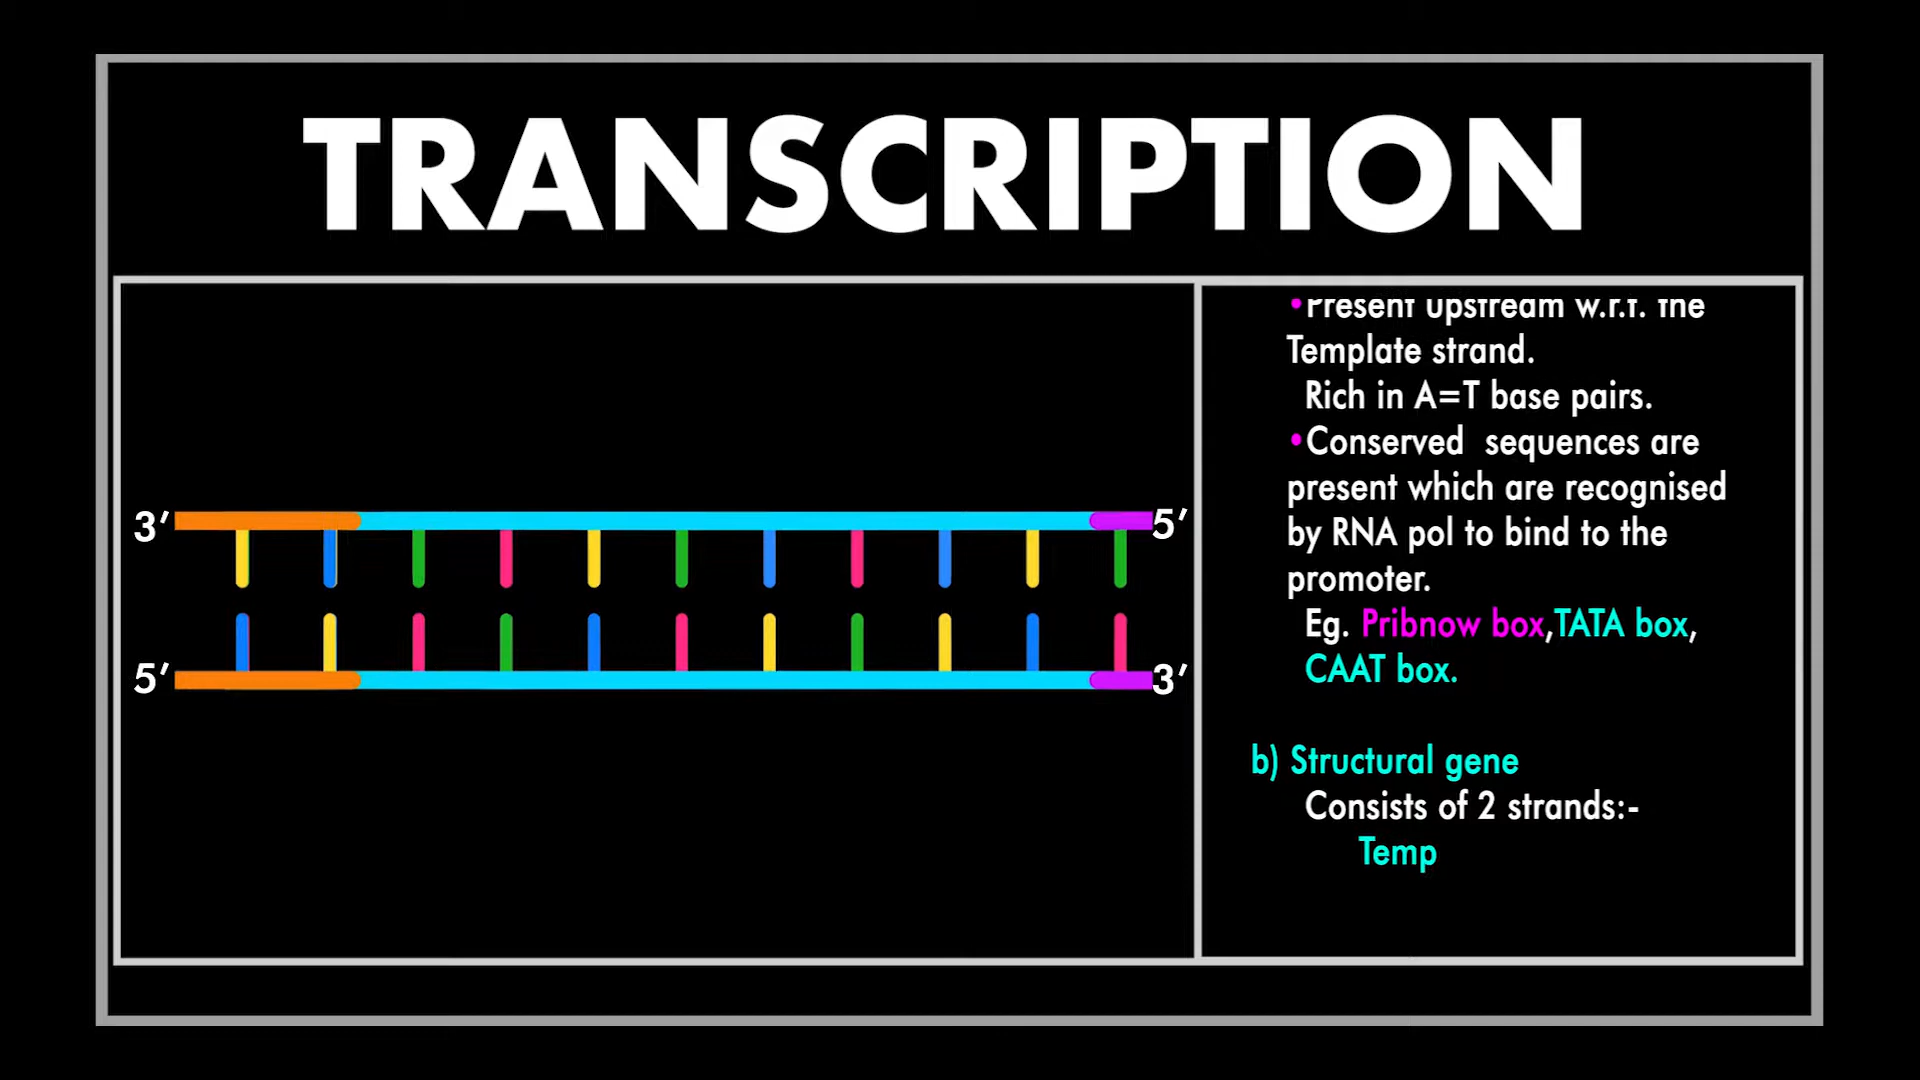 TRANSCRIPTION
•Present upstream w.r.t. the
Template strand.
Rich in A=T base pairs.
•Conserved sequences are
present which are recognised
by RNA pol to bind to the
promoter.
Eg. Pribnow box,TATA box,
CAAT box.
b) Structural gene
Consists of 2 strands:-
Temp
3′ 5′
5′ 3′